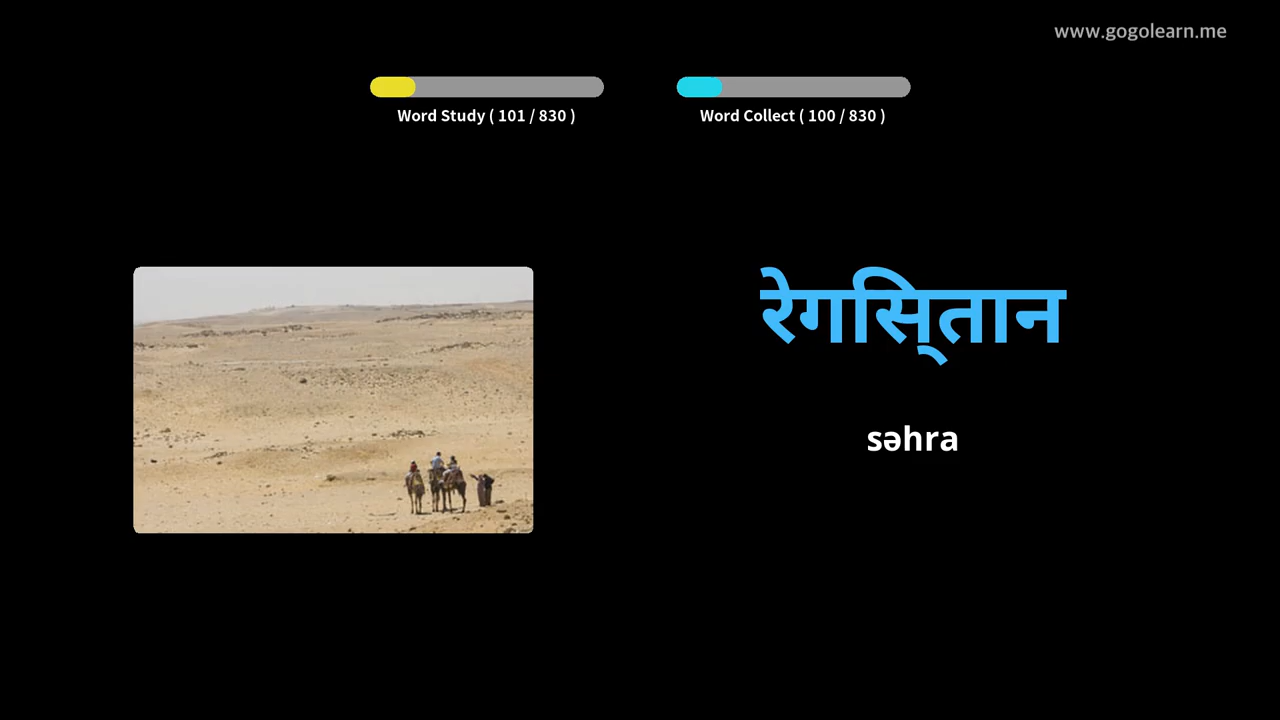 www.gogolearn.me
Word Study ( 101 / 830 )
Word Collect ( 100 / 830 )
रेगसि्तान
səhra